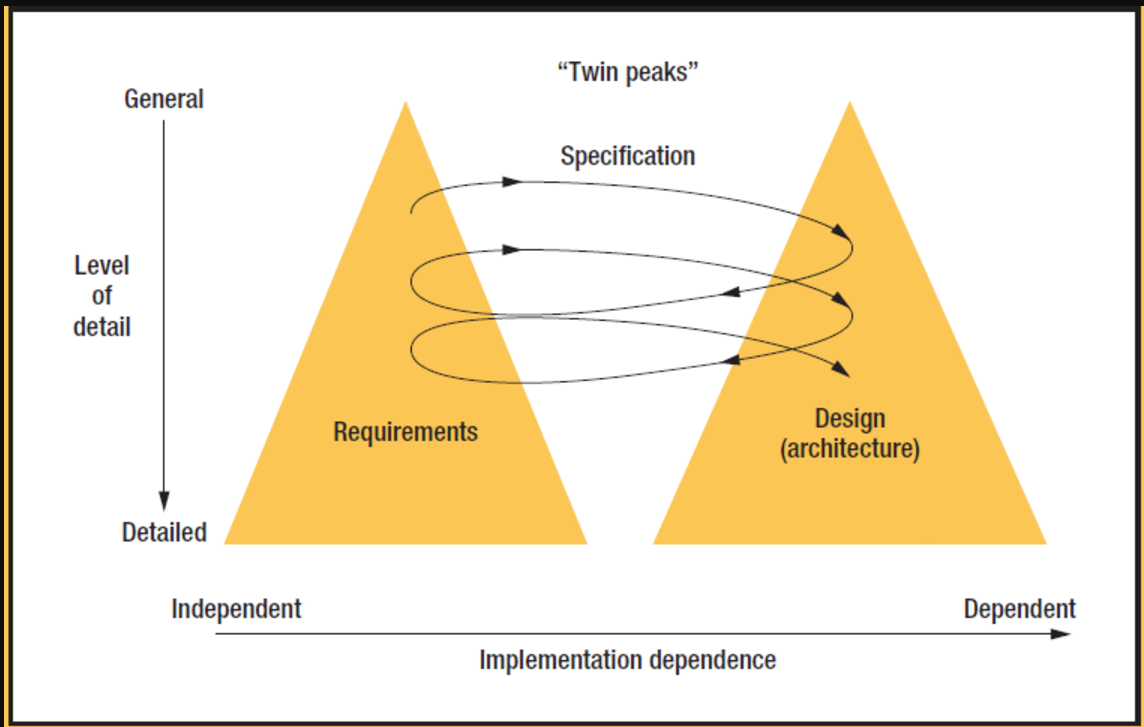 “Twin peaks”
General
Specification
Level
of
detail
Requirements
Design
(architecture)
Detailed
Independent
Dependent
Implementation dependence